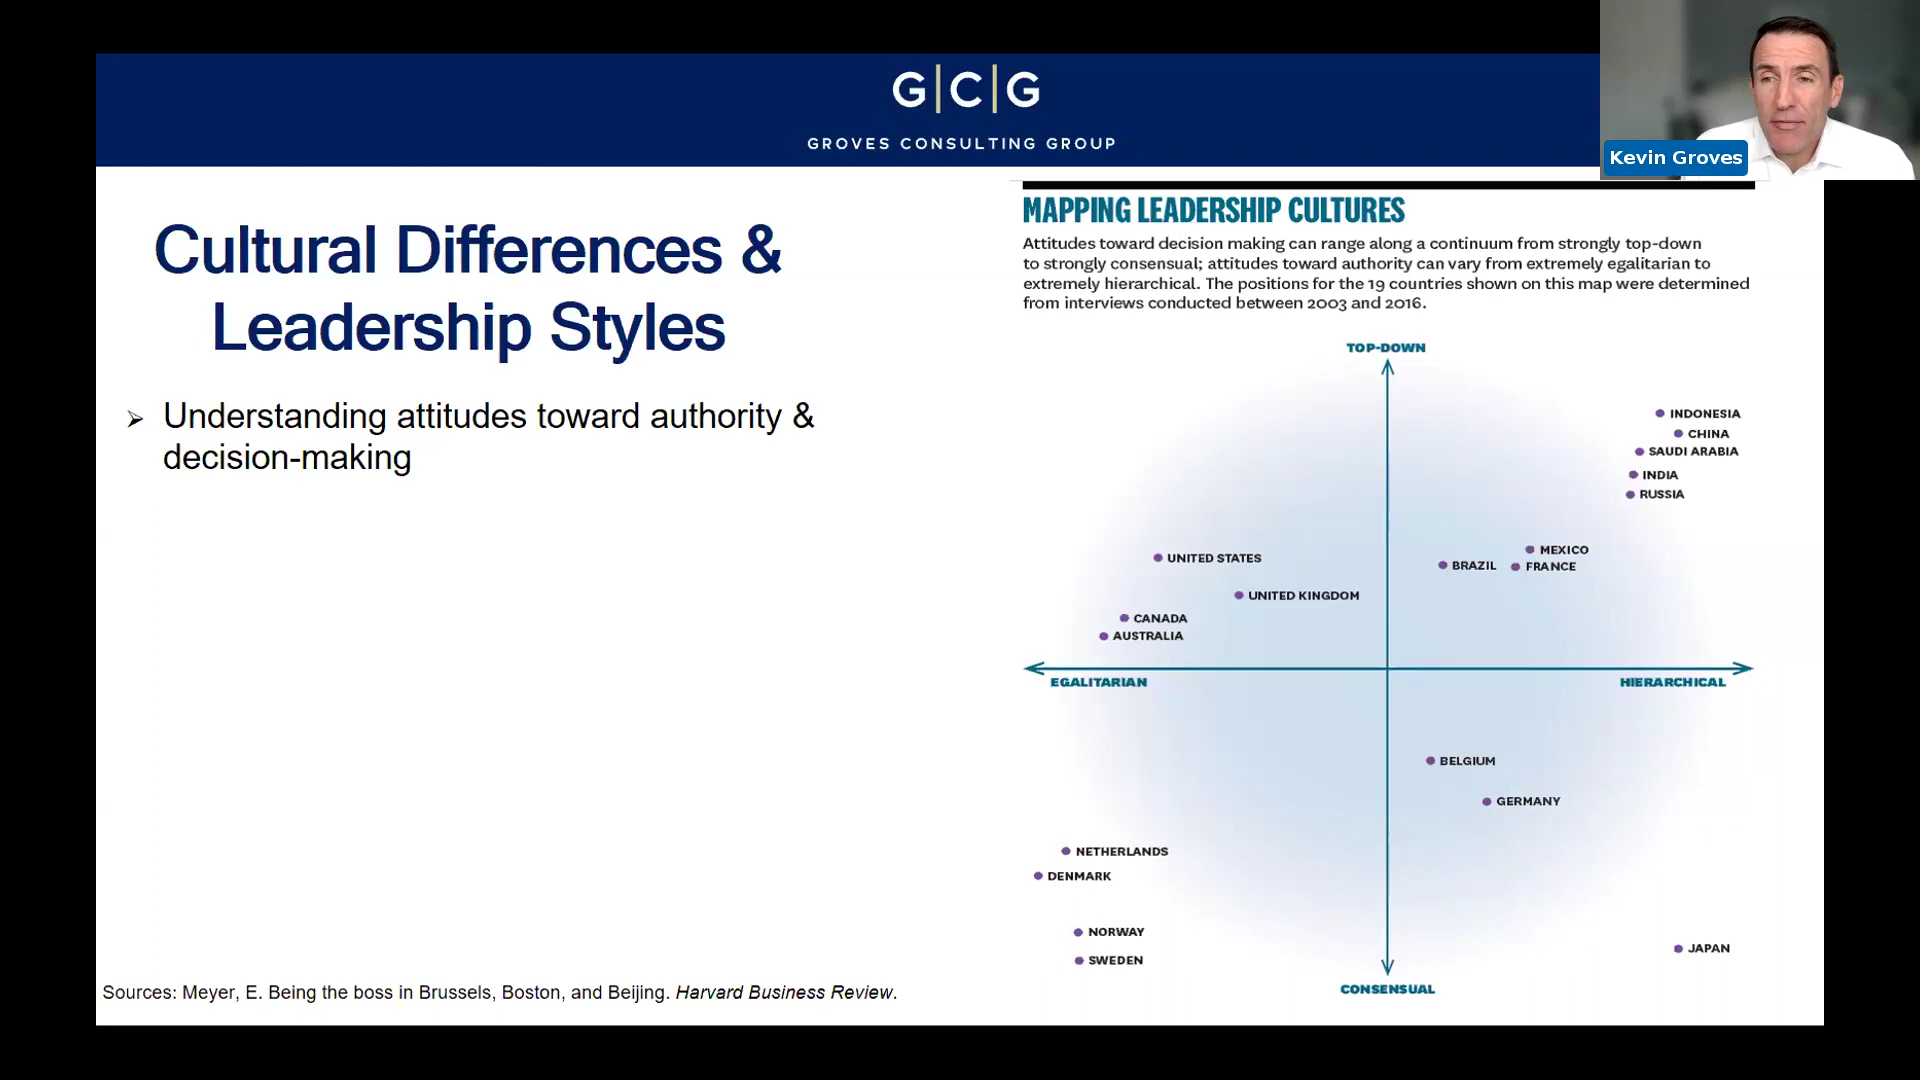 G|C|G
GROVES CONSULTING GROUP
Kevin Groves
Cultural Differences &
Leadership Styles
➢ Understanding attitudes toward authority &
decision-making
Sources: Meyer, E. Being the boss in Brussels, Boston, and Beijing. Harvard Business Review.
MAPPING LEADERSHIP CULTURES
Attitudes toward decision making can range along a continuum from strongly top-down
to strongly consensual; attitudes toward authority can vary from extremely egalitarian to
extremely hierarchical. The positions for the 19 countries shown on this map were determined
from interviews conducted between 2003 and 2016.
TOP-DOWN
INDONESIA
CHINA
SAUDI ARABIA
INDIA
RUSSIA
MEXICO
UNITED STATES
BRAZIL
FRANCE
UNITED KINGDOM
CANADA
AUSTRALIA
EGALITARIAN
HIERARCHICAL
BELGIUM
GERMANY
NETHERLANDS
DENMARK
NORWAY
JAPAN
SWEDEN
CONSENSUAL